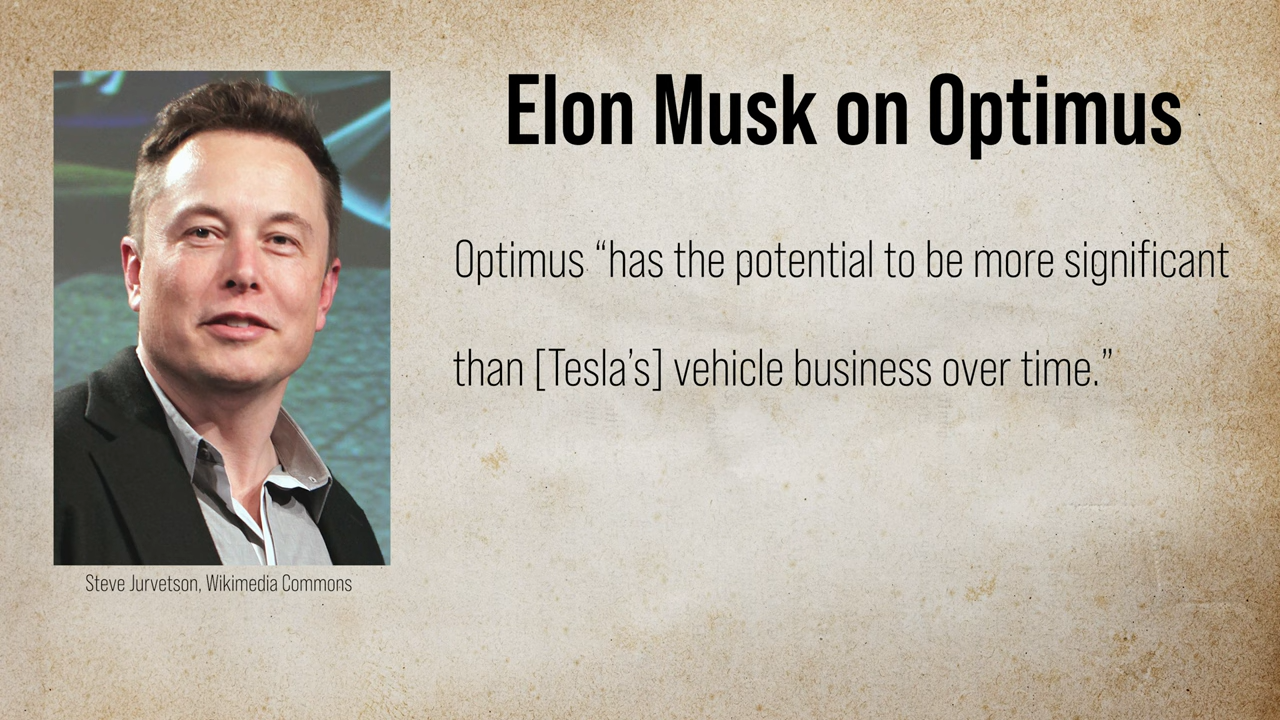 Elon Musk on Optimus
Optimus “has the potential to be more significant
than [Tesla’s] vehicle business over time.”
Steve Jurvetson, Wikimedia Commons